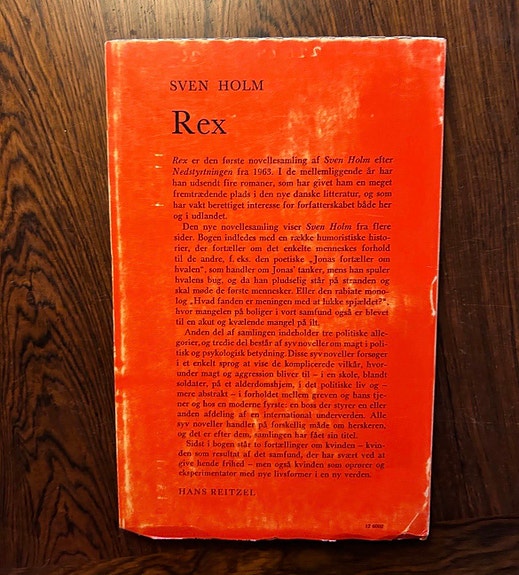 SVEN HOLM
Rex
Rex er den første novellesamling af Sven Holm efter
Nedstyrtningen fra 1963. I de mellemliggende år har
han udsendt fire romaner, som har givet ham en meget
fremtrædende plads i den nye danske litteratur, og som
har vakt berettiget interesse for forfatterskabet både her
og i udlandet.
Den nye novellesamling viser Sven Holm fra flere
sider. Bogen indledes med en række humoristiske histo-
rier, der fortæller om det enkelte menneskes forhold
til de andre, f. eks. den poetiske „Jonas fortæller om
hvalen“, som handler om Jonas' tanker, mens han spuler
hvalens bug, og da han pludselig står på stranden og
skal møde de første mennesker. Eller den rabiate mono-
log „Hvad fanden er meningen med at lukke spjældet?“,
hvor mangelen på boliger i vort samfund også er blevet
til en akut og kvælende mangel på ilt.
Anden del af samlingen indeholder tre politiske alle-
gorier, og tredie del består af syv noveller om magt i poli-
tisk og psykologisk betydning. Disse syv noveller forsøger
i et enkelt sprog at vise de komplicerede vilkår, hvor-
under magt og aggression bliver til – i en skole, blandt
soldater, på et alderdomshjem, i det politiske liv og –
mere abstrakt – i forholdet mellem greven og hans tje-
ner og hos en moderne fyrste: en boss der styrer en eller
anden afdeling af en international underverden. Alle
syv noveller handler på forskellig måde om herskeren,
og det er efter dem, samlingen har fået sin titel.
Sidst i bogen står to fortællinger om kvinden – kvin-
den som resultat af det samfund, der har svært ved at
give hende frihed – men også kvinden som oprører og
eksperimentator med nye livsformer i en ny verden.
HANS REITZEL